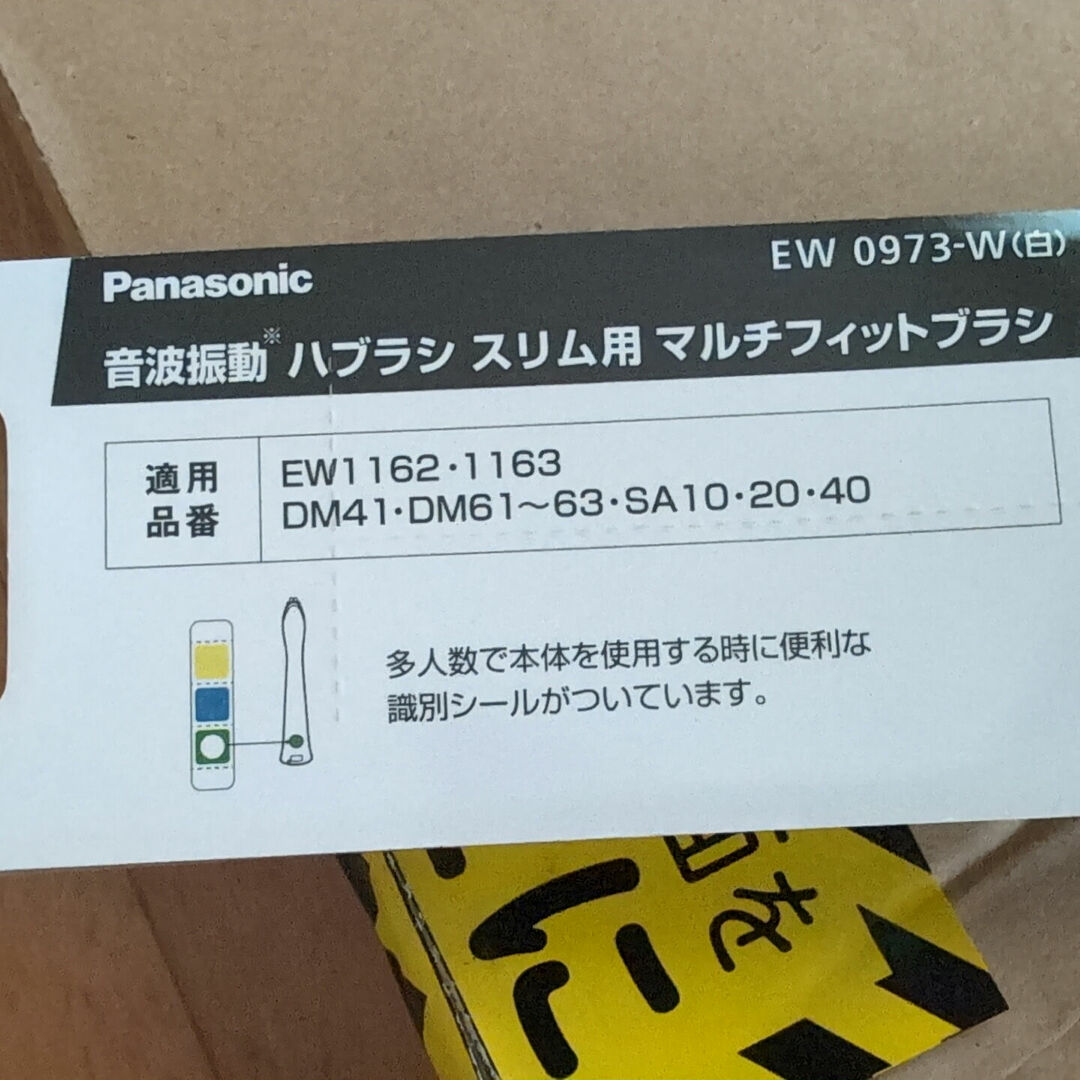 Panasonic
EW 0973-W(白)
音波振動※ ハブラシ スリム用 マルチフィットブラシ
適用
品番
EW1162・1163
DM41・DM61～63・SA10・20・40
多人数で本体を使用する時に便利な
識別シールがついています。
を